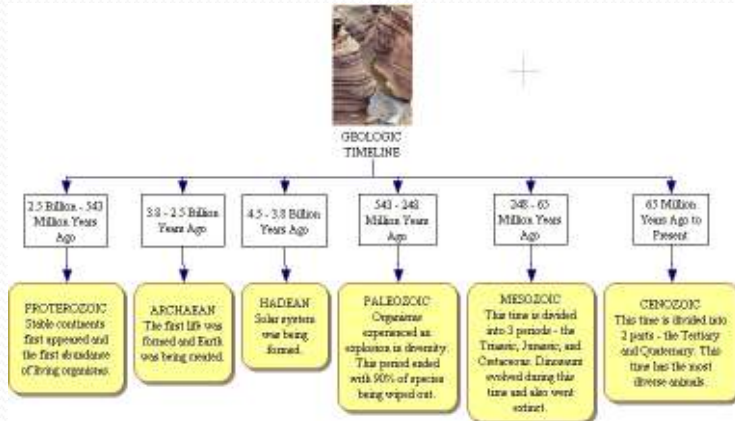 GEOLOGIC
TIMELINE
2.5 Billion - 543
Million Years
Ago
3.8 - 2.5 Billion
Years Ago
4.5 - 3.8 Billion
Years Ago
543 - 248
Million Years
Ago
248 - 65
Million Years
Ago
65 Million
Years Ago to
Present
PROTEROZOIC
Stable continents
first appeared and
the first abundance
of living organisms.
ARCHAEAN
The first life was
formed and Earth
was being created.
HADEAN
Solar system
was being
formed.
PALEOZOIC
Organisms
experienced an
explosion in diversity.
This period ended
with 90% of species
being wiped out.
MESOZOIC
This time is divided
into 3 periods - the
Triassic, Jurassic, and
Cretaceous. Dinosaurs
evolved during this
time and also went
extinct.
CENOZOIC
This time is divided into
2 parts - the Tertiary
and Quaternary. This
time has the most
diverse animals.